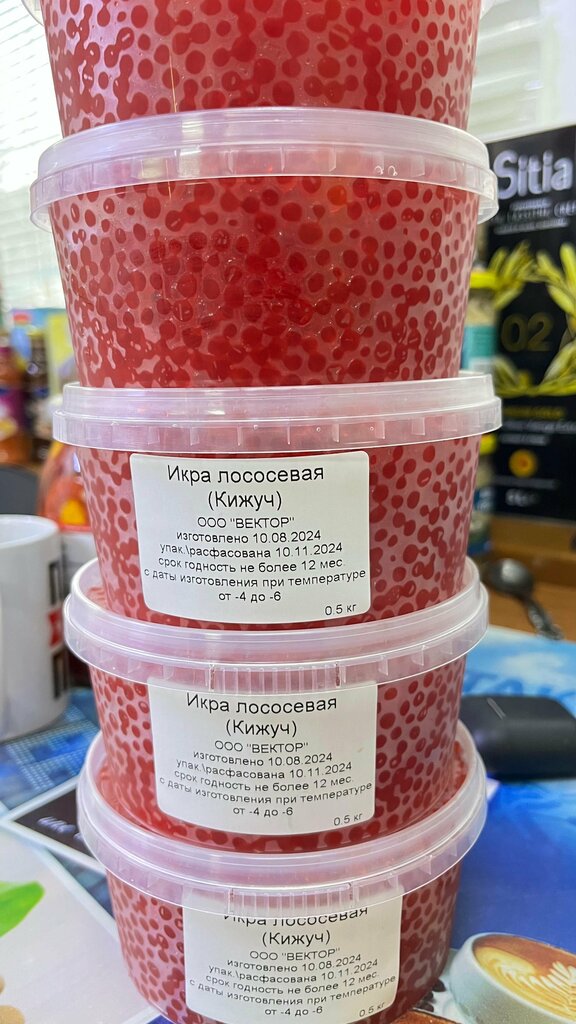 Sitia
02
Икра лососевая
(Кижуч)
ООО "ВЕКТОР"
изготовлено 10.08.2024
упак.\расфасована 10.11.2024
срок годность не более 12 мес.
с даты изготовления при температуре
от -4 до -6
0.5 кг
Икра лососевая
(Кижуч)
ООО "ВЕКТОР"
изготовлено 10.08.2024
упак.\расфасована 10.11.2024
срок годность не более 12 мес.
с даты изготовления при температуре
от -4 до -6
0.5 кг
Икра лососевая
(Кижуч)
ООО "ВЕКТОР"
изготовлено 10.08.2024
упак.\расфасована 10.11.2024
срок годность не более 12 мес.
с даты изготовления при температуре
от -4 до -6
0.5 кг